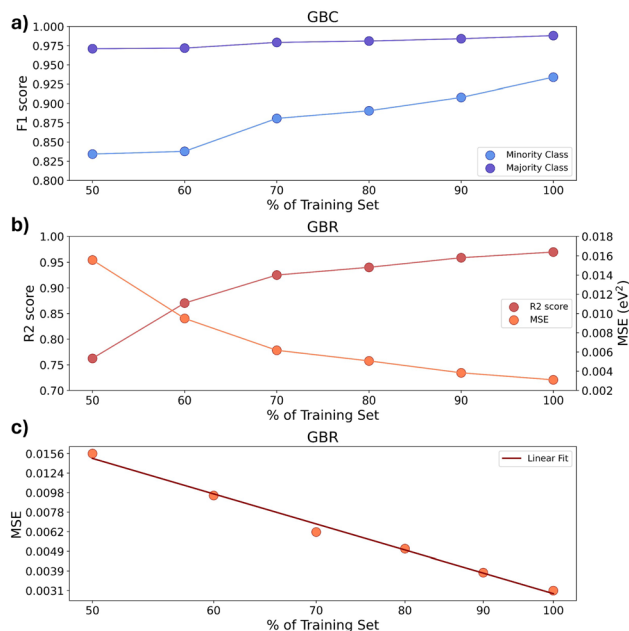 a)
GBC
1.000
0.975
0.950
0.925
0.900
0.875
0.850
0.825
0.800
F1 score
Minority Class
Majority Class
50 60 70 80 90 100
% of Training Set
b)
GBR
1.00
0.95
0.90
0.85
0.80
0.75
0.70
R2 score
0.018
0.016
0.014
0.012
0.010
0.008
0.006
0.004
0.002
MSE (eV²)
R2 score
MSE
50 60 70 80 90 100
% of Training Set
c)
GBR
0.0156
0.0124
0.0098
0.0078
0.0062
0.0049
0.0039
0.0031
MSE
Linear Fit
50 60 70 80 90 100
% of Training Set